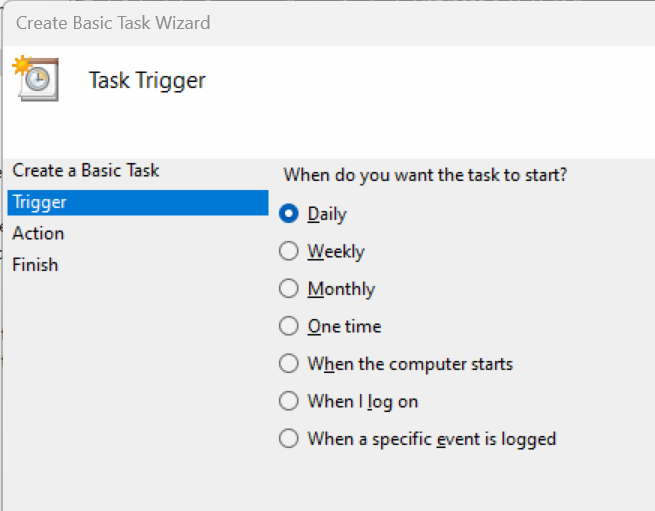 Create Basic Task Wizard
Task Trigger
Create a Basic Task
Trigger
Action
Finish
When do you want the task to start?
Daily
Weekly
Monthly
One time
When the computer starts
When I log on
When a specific event is logged